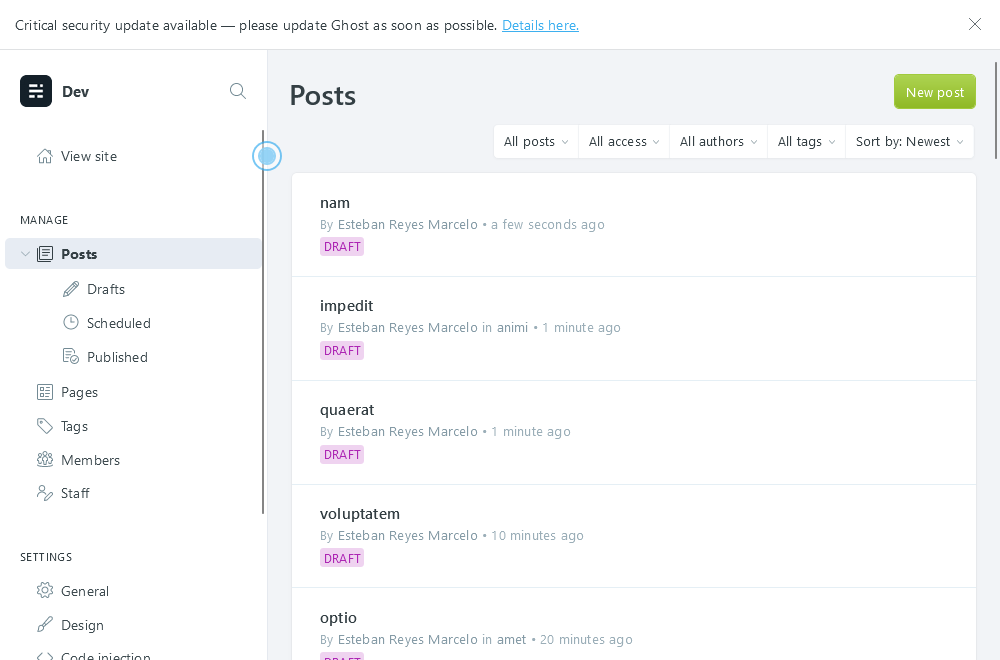 Critical security update available — please update Ghost as soon as possible. Details here.
Dev
View site
MANAGE
Posts
Drafts
Scheduled
Published
Pages
Tags
Members
Staff
SETTINGS
General
Design
Code injection
Posts
New post
All posts
All access
All authors
All tags
Sort by: Newest
nam
By Esteban Reyes Marcelo • a few seconds ago
DRAFT
impedit
By Esteban Reyes Marcelo in animi • 1 minute ago
DRAFT
quaerat
By Esteban Reyes Marcelo • 1 minute ago
DRAFT
voluptatem
By Esteban Reyes Marcelo • 10 minutes ago
DRAFT
optio
By Esteban Reyes Marcelo in amet • 20 minutes ago
DRAFT